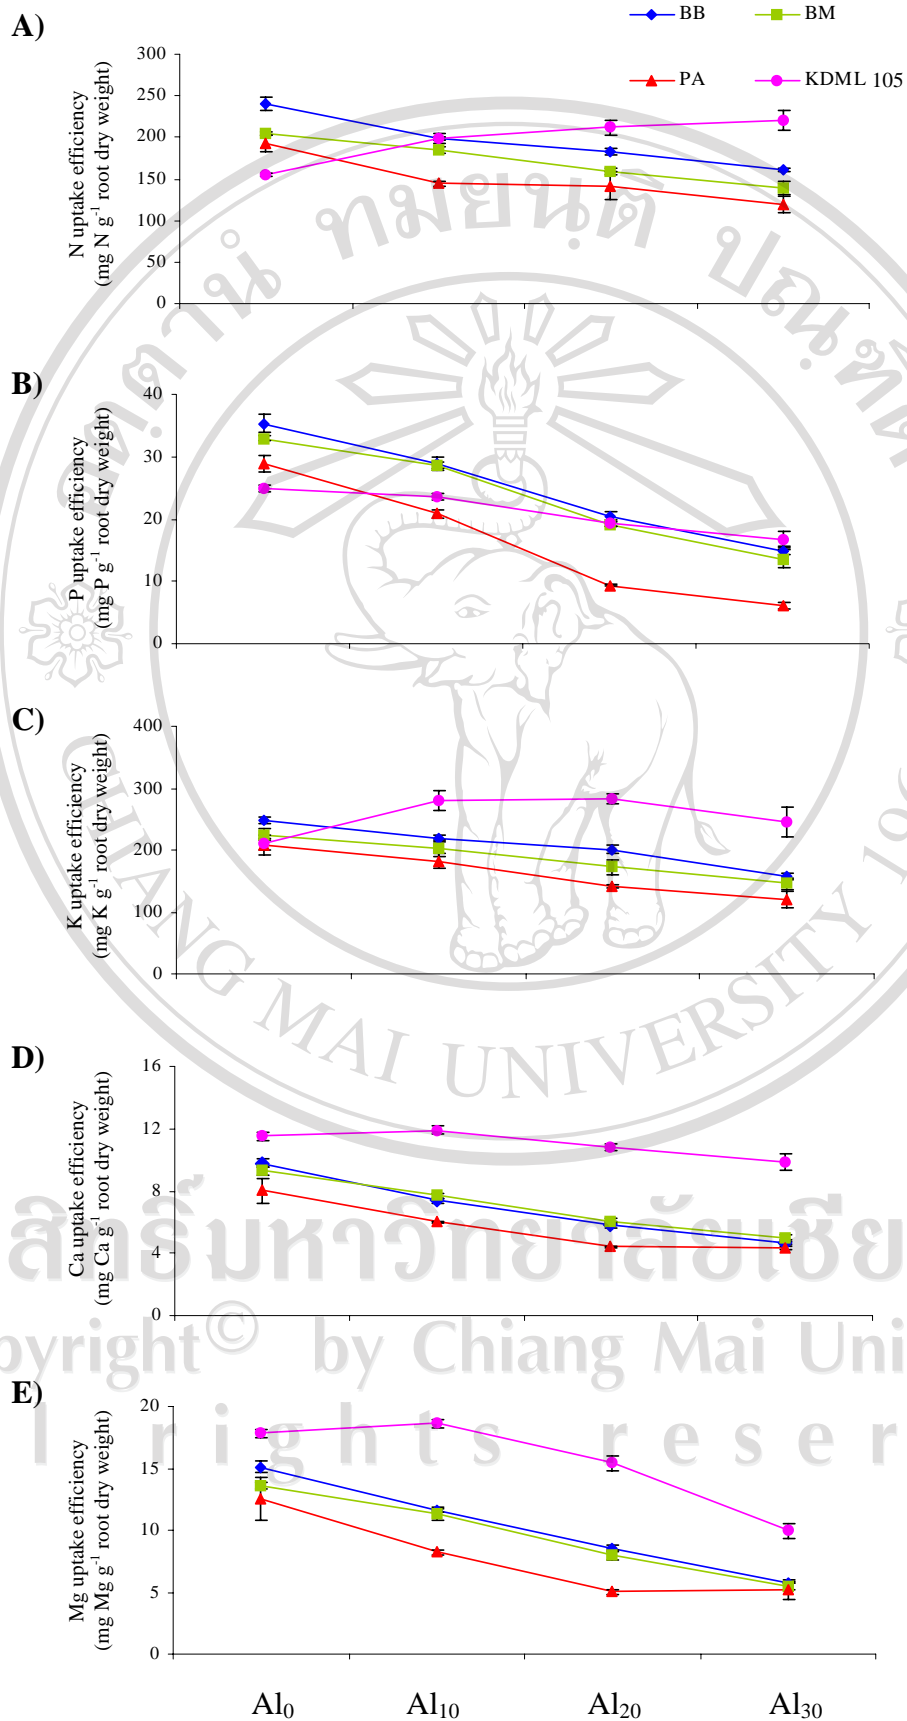 A)
BB
BM
PA
KDML 105
N uptake efficiency
(mg N g-1 root dry weight)
300
250
200
150
100
50
0
B)
P uptake efficiency
(mg P g-1 root dry weight)
40
30
20
10
0
C)
K uptake efficiency
(mg K g-1 root dry weight)
400
300
200
100
0
D)
Ca uptake efficiency
(mg Ca g-1 root dry weight)
16
12
8
4
0
E)
Mg uptake efficiency
(mg Mg g-1 root dry weight)
20
15
10
5
0
Al0 Al10 Al20 Al30
CHIANG MAI UNIVERSITY
by Chiang Mai
rights